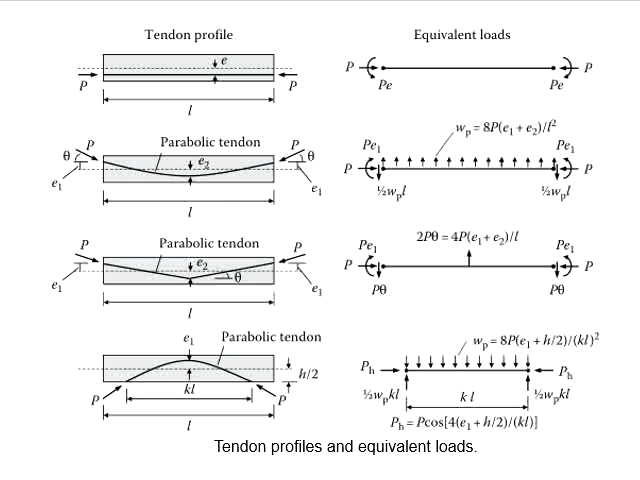 Tendon profile
Equivalent loads
e
P
P
l
P
P
Pe
Pe
θ
P
Parabolic tendon
P
θ
e₂
e₁
e₁
l
wₚ = 8P(e₁ + e₂)/l²
Pe₁
Pe₁
P
P
½wₚl
½wₚl
P
Parabolic tendon
P
e₂
θ
e₁
e₁
l
2Pθ = 4P(e₁ + e₂)/l
Pe₁
Pe₁
P
P
Pθ
Pθ
e₁
Parabolic tendon
h/2
kl
P
P
l
wₚ = 8P(e₁ + h/2)/(kl)²
Pₕ
Pₕ
½wₚkl
½wₚkl
k l
Pₕ = Pcos[4(e₁ + h/2)/(kl)]
Tendon profiles and equivalent loads.